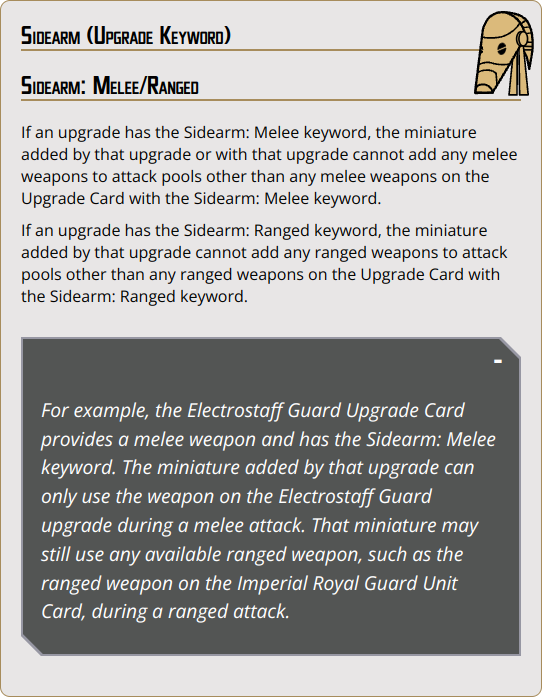 Sidearm (Upgrade Keyword)
Sidearm: Melee/Ranged
If an upgrade has the Sidearm: Melee keyword, the miniature
added by that upgrade or with that upgrade cannot add any melee
weapons to attack pools other than any melee weapons on the
Upgrade Card with the Sidearm: Melee keyword.
If an upgrade has the Sidearm: Ranged keyword, the miniature
added by that upgrade cannot add any ranged weapons to attack
pools other than any ranged weapons on the Upgrade Card with
the Sidearm: Ranged keyword.
-
For example, the Electrostaff Guard Upgrade Card
provides a melee weapon and has the Sidearm: Melee
keyword. The miniature added by that upgrade can
only use the weapon on the Electrostaff Guard
upgrade during a melee attack. That miniature may
still use any available ranged weapon, such as the
ranged weapon on the Imperial Royal Guard Unit
Card, during a ranged attack.